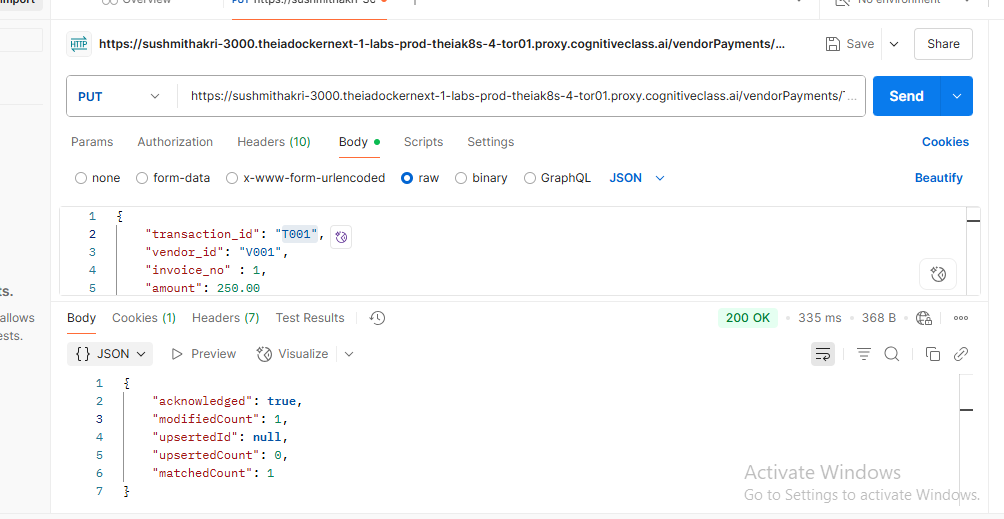 import
Overview
No environment
HTTP https://sushmithakri-3000.theiadockernext-1-labs-prod-theiak8s-4-tor01.proxy.cognitiveclass.ai/vendorPayments/... Save Share
PUT https://sushmithakri-3000.theiadockernext-1-labs-prod-theiak8s-4-tor01.proxy.cognitiveclass.ai/vendorPayments/ ... Send
Params Authorization Headers (10) Body Scripts Settings Cookies
none form-data x-www-form-urlencoded raw binary GraphQL JSON Beautify
1 {
2 "transaction_id": "T001",
3 "vendor_id": "V001",
4 "invoice_no" : 1,
5 "amount": 250.00
ts.
allows
ests.
Body Cookies (1) Headers (7) Test Results 200 OK • 335 ms • 368 B •
{} JSON Preview Visualize
1 {
2 "acknowledged": true,
3 "modifiedCount": 1,
4 "upsertedId": null,
5 "upsertedCount": 0,
6 "matchedCount": 1
7 }
Activate Windows
Go to Settings to activate Windows.